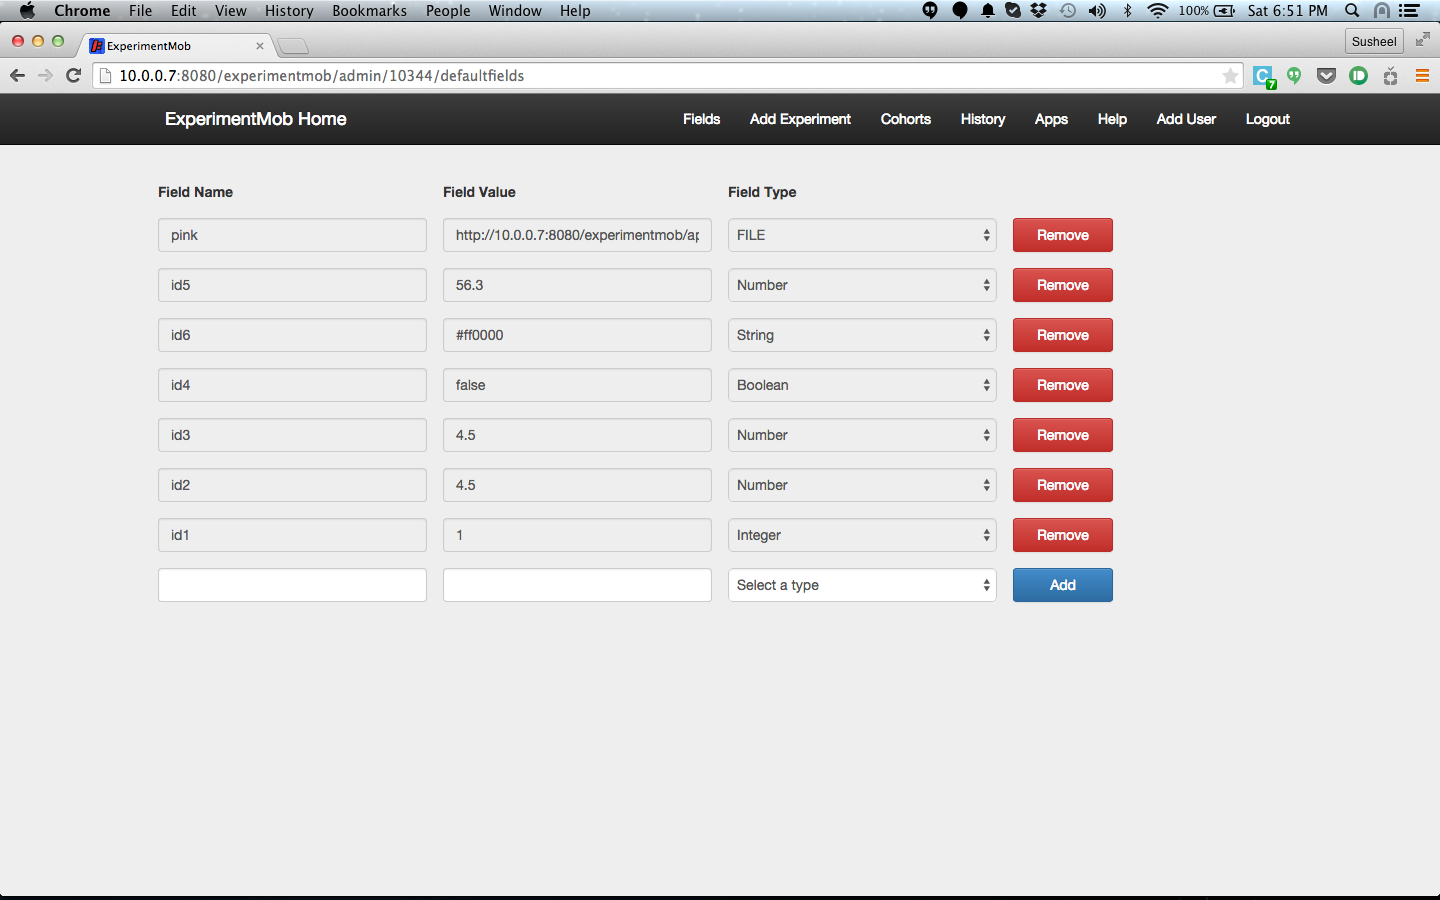 Chrome File Edit View History Bookmarks People Window Help 100% Sat 6:51 PM
ExperimentMob Susheel
10.0.0.7:8080/experimentmob/admin/10344/defaultfields C 7
ExperimentMob Home Fields Add Experiment Cohorts History Apps Help Add User Logout
Field Name Field Value Field Type
pink http://10.0.0.7:8080/experimentmob/ap FILE Remove
id5 56.3 Number Remove
id6 #ff0000 String Remove
id4 false Boolean Remove
id3 4.5 Number Remove
id2 4.5 Number Remove
id1 1 Integer Remove
Select a type Add